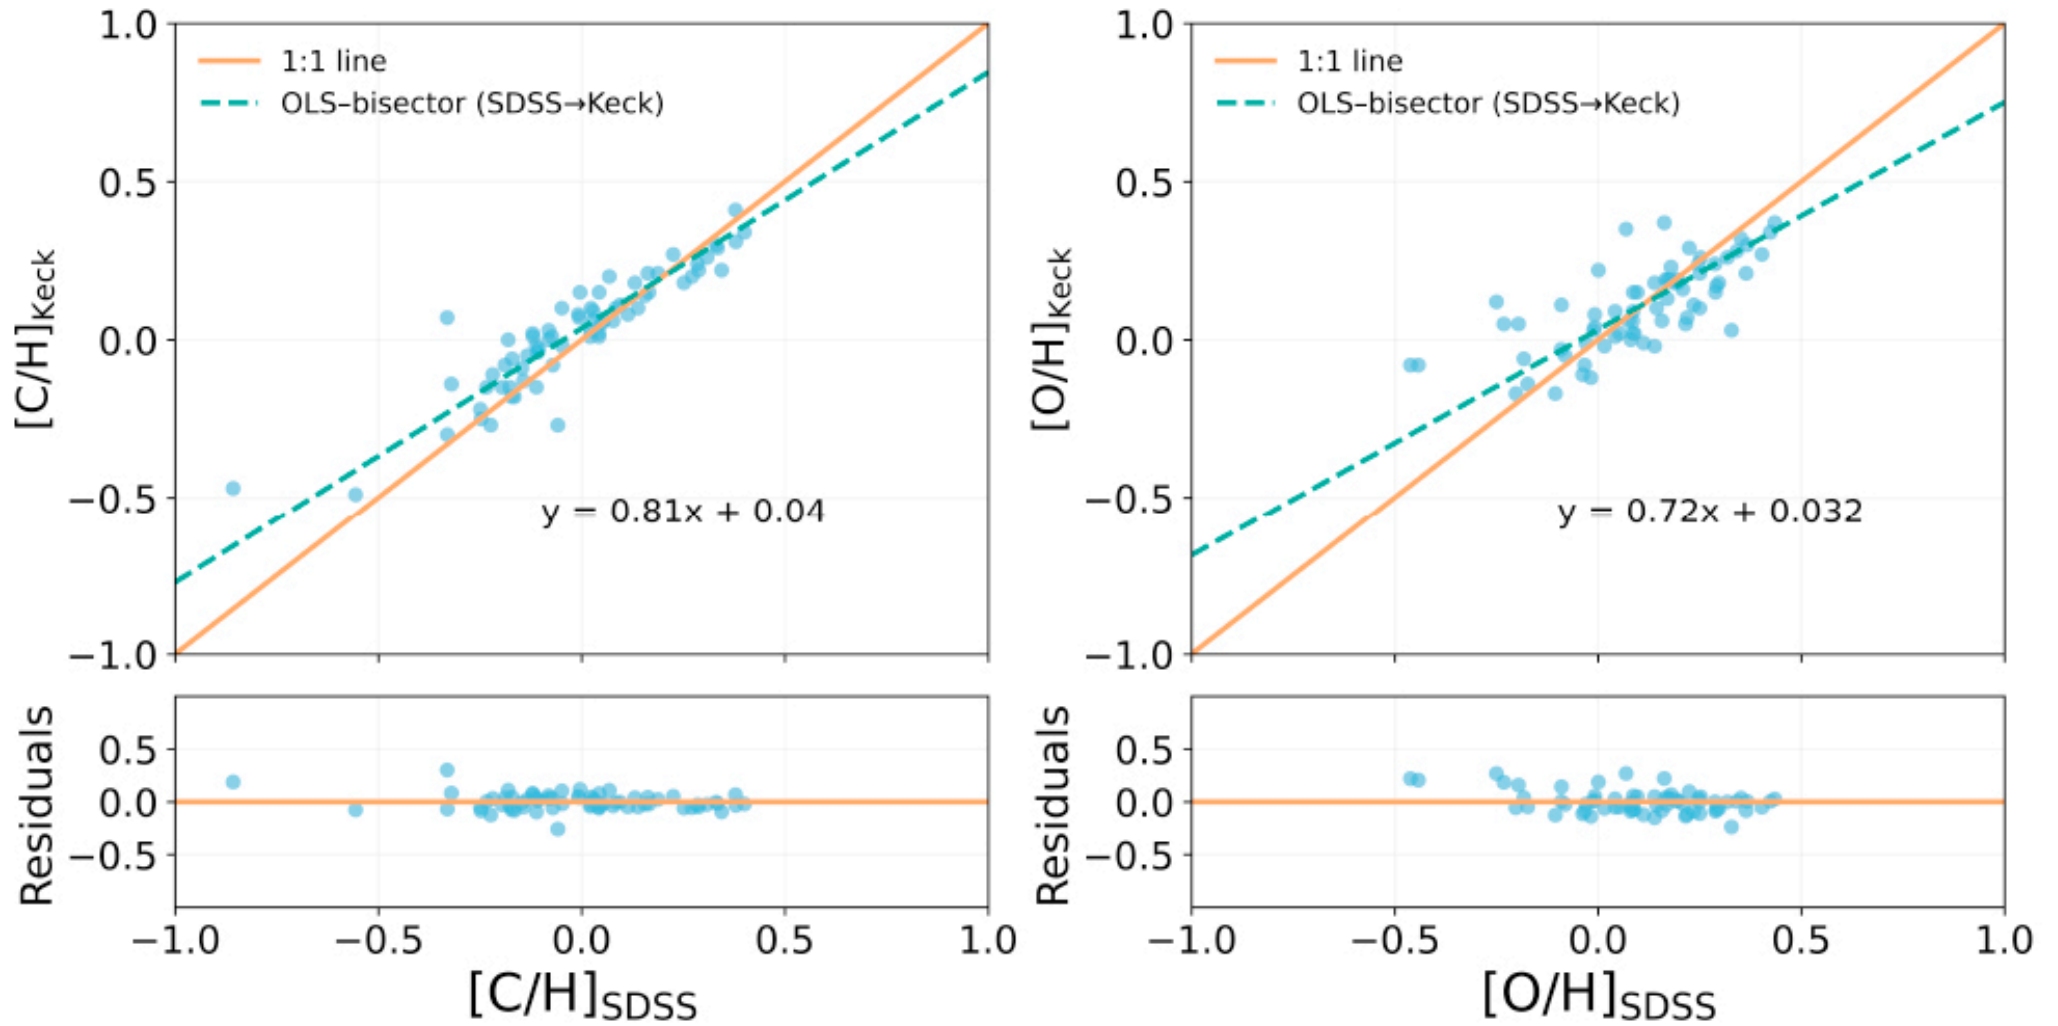 1.0
0.5
0.0
−0.5
−1.0
[C/H]Keck
1:1 line
OLS–bisector (SDSS→Keck)
y = 0.81x + 0.04
1.0
0.5
0.0
−0.5
−1.0
[O/H]Keck
1:1 line
OLS–bisector (SDSS→Keck)
y = 0.72x + 0.032
0.5
0.0
−0.5
Residuals
−1.0 −0.5 0.0 0.5 1.0
[C/H]SDSS
0.5
0.0
−0.5
Residuals
−1.0 −0.5 0.0 0.5 1.0
[O/H]SDSS